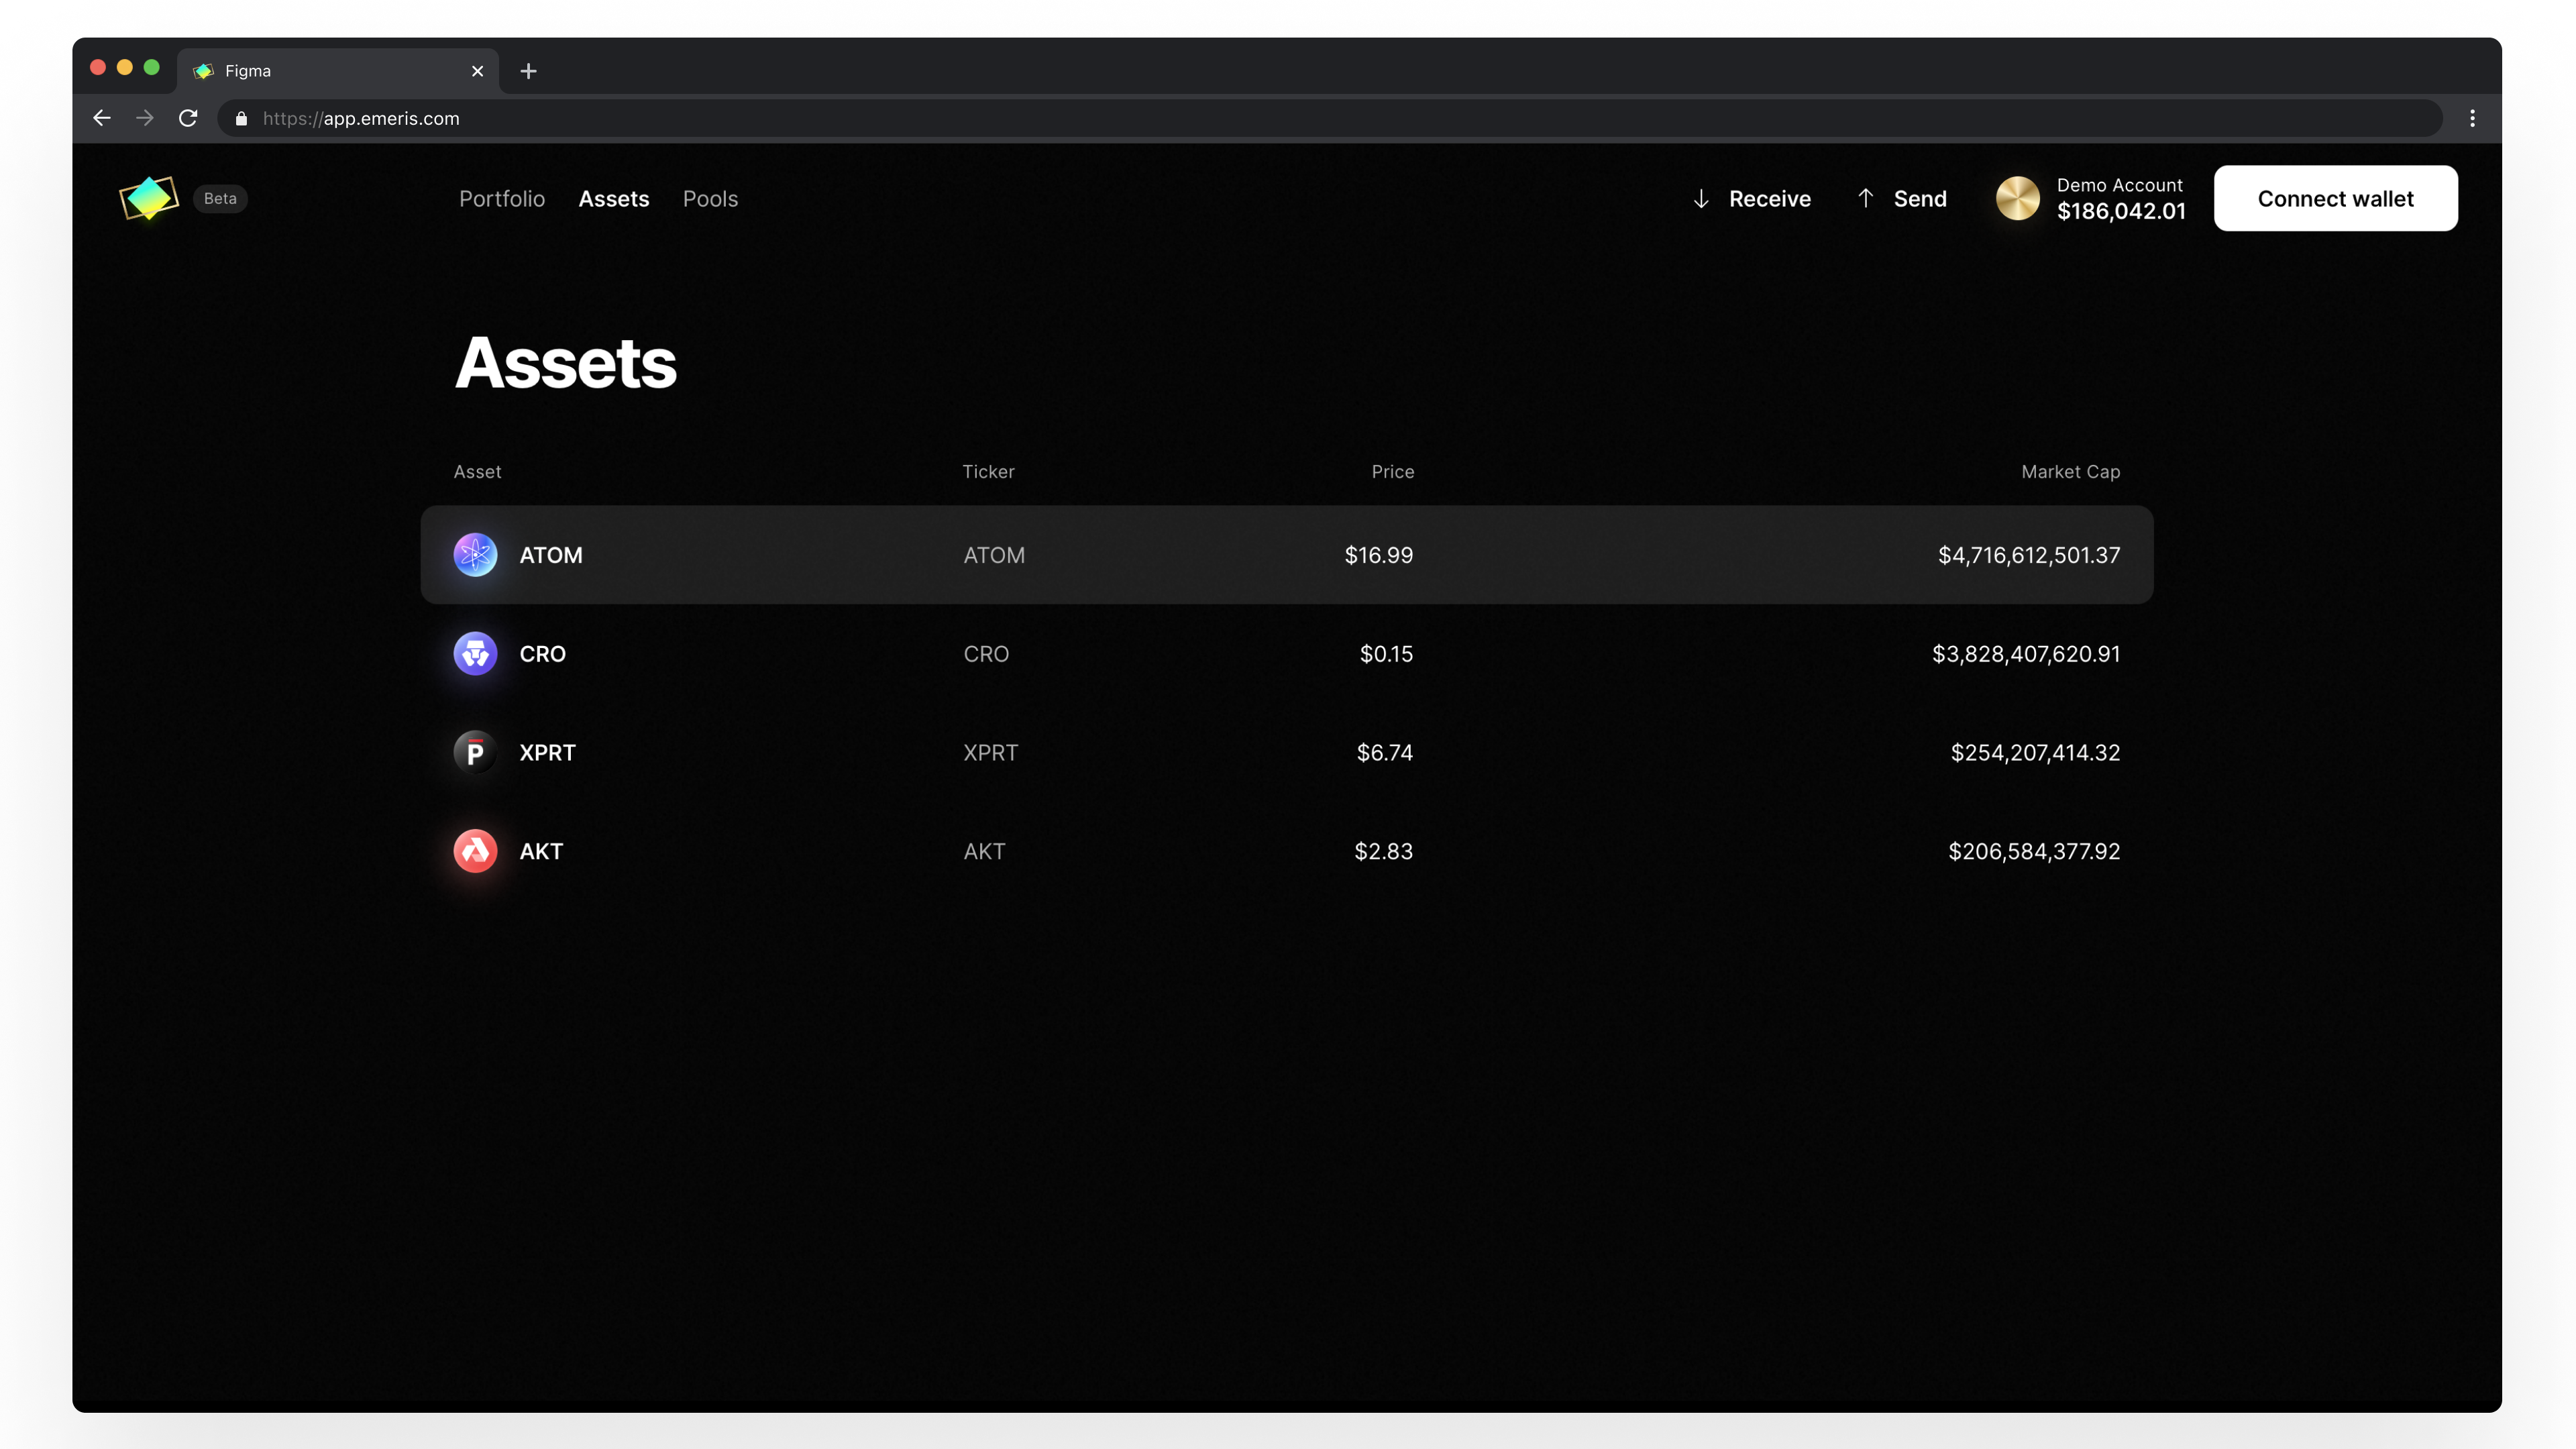 Figma
https://app.emeris.com
Beta
Portfolio Assets Pools
Receive Send
Demo Account
$186,042.01
Connect wallet
Assets
Asset Ticker Price Market Cap
ATOM ATOM $16.99 $4,716,612,501.37
CRO CRO $0.15 $3,828,407,620.91
XPRT XPRT $6.74 $254,207,414.32
AKT AKT $2.83 $206,584,377.92